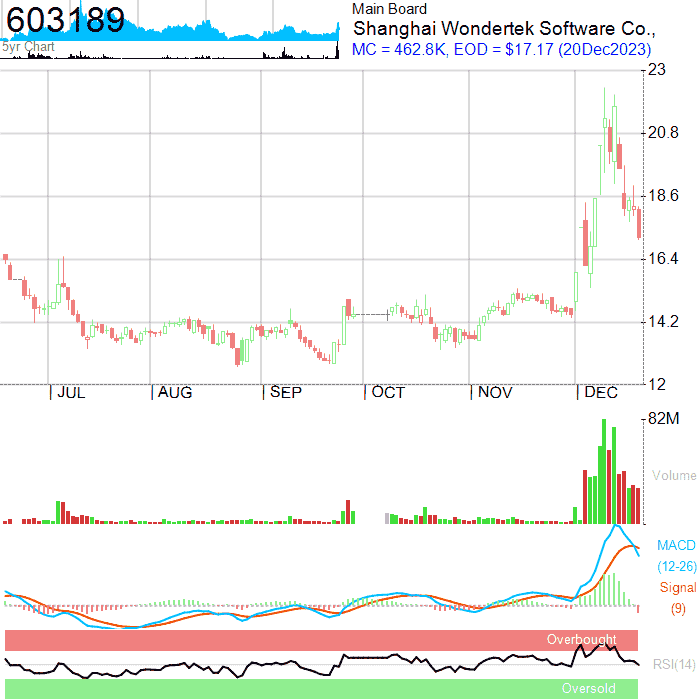 603189
5yr Chart
Main Board
Shanghai Wondertek Software Co.,
MC = 462.8K, EOD = $17.17 (20Dec2023)
23
20.8
18.6
16.4
14.2
12
JUL
AUG
SEP
OCT
NOV
DEC
82M
Volume
MACD
(12-26)
Signal
(9)
Overbought
RSI(14)
Oversold